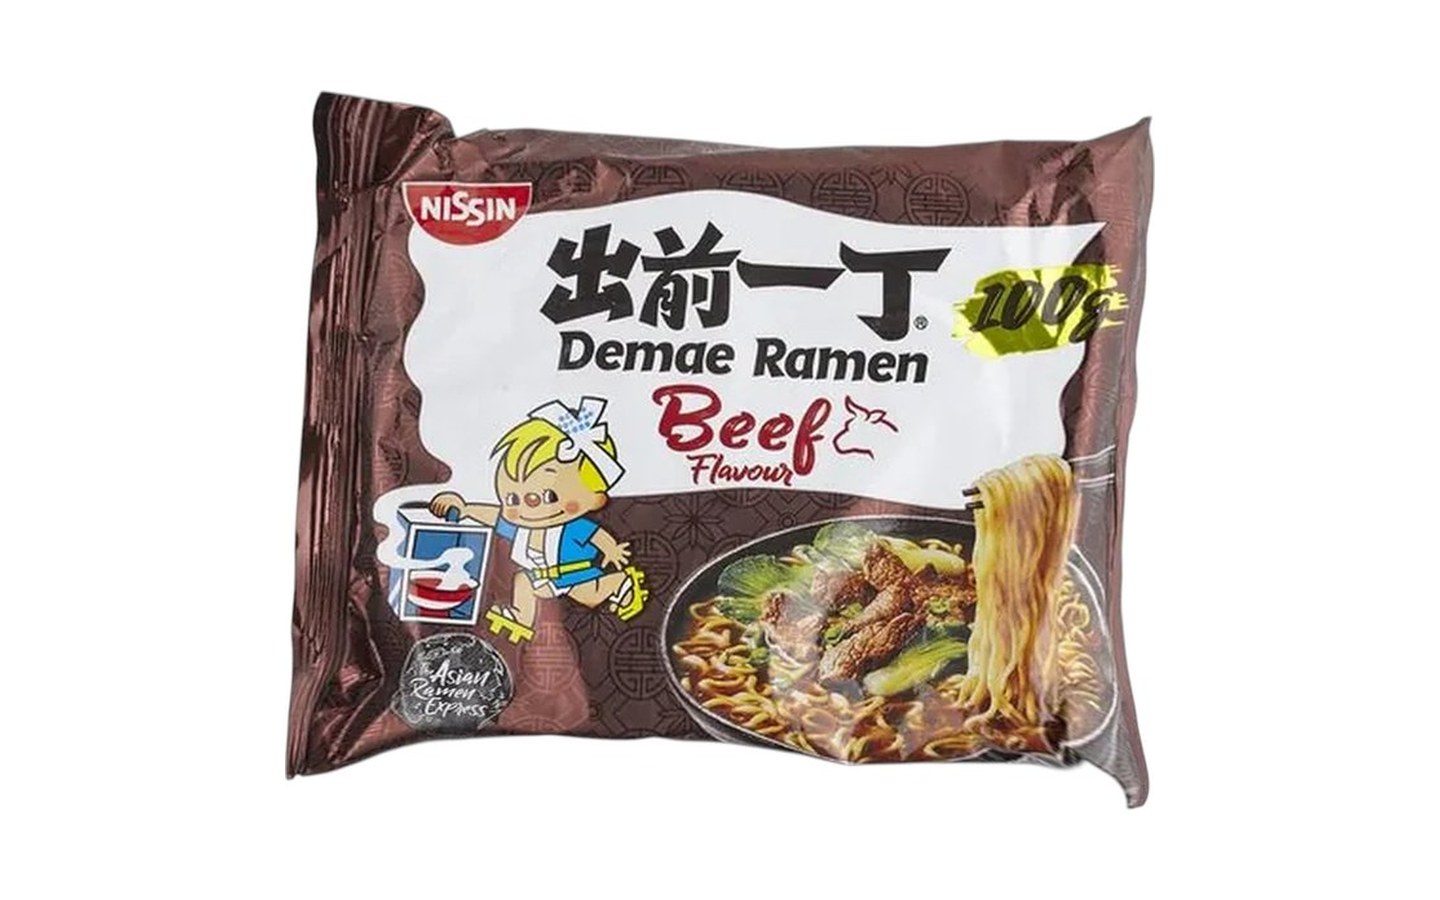 NISSIN
出前一丁®
Demae Ramen
100g
Beef
Flavour
The
Asian
Ramen
Express